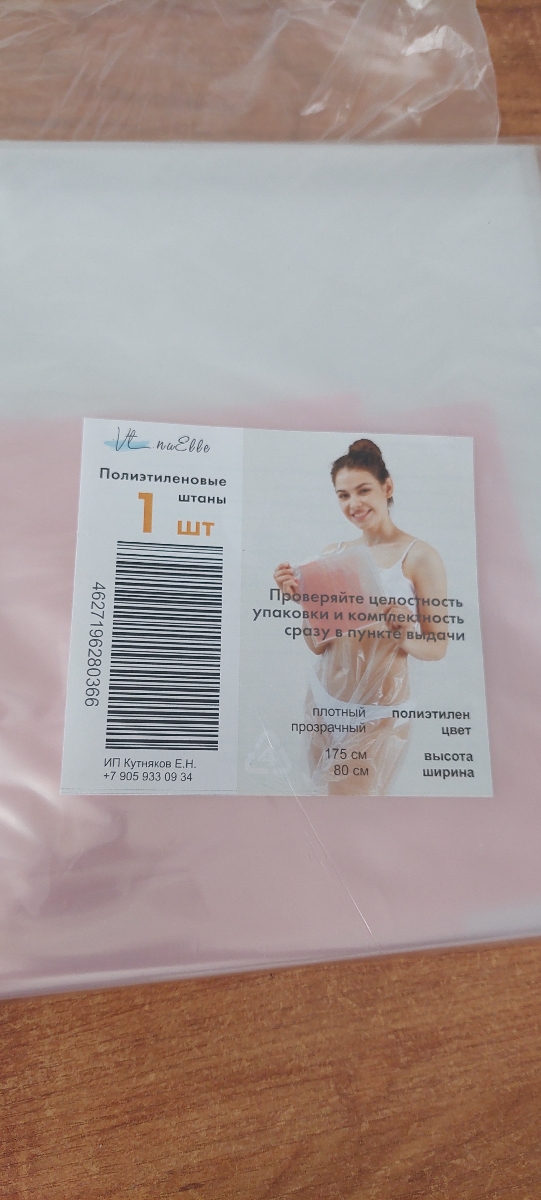 Vt nuElle
Полиэтиленовые
штаны
1 шт
4627196280366
ИП Кутняков Е.Н.
+7 905 933 09 34
Проверяйте целостность
упаковки и комплектность
сразу в пункте выдачи
плотный полиэтилен
прозрачный цвет
175 см высота
80 см ширина
4